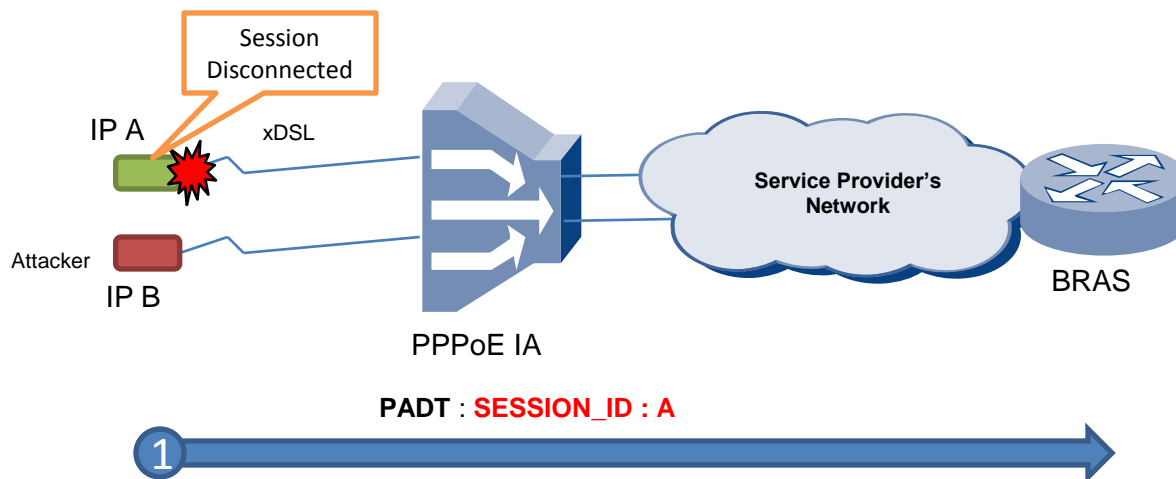 Session
Disconnected
IP A
xDSL
Service Provider's
Network
Attacker
IP B
BRAS
PPPoE IA
PADT : SESSION_ID : A
1